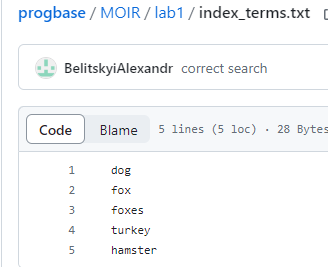 progbase / MOIR / lab1 / index_terms.txt
BelitskyiAlexandr correct search
Code Blame 5 lines (5 loc) · 28 Bytes
1 dog
2 fox
3 foxes
4 turkey
5 hamster